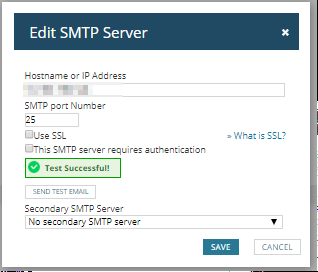 Edit SMTP Server
Hostname or IP Address
SMTP port Number
25
Use SSL
» What is SSL?
This SMTP server requires authentication
Test Successful!
SEND TEST EMAIL
Secondary SMTP Server
No secondary SMTP server
SAVE
CANCEL